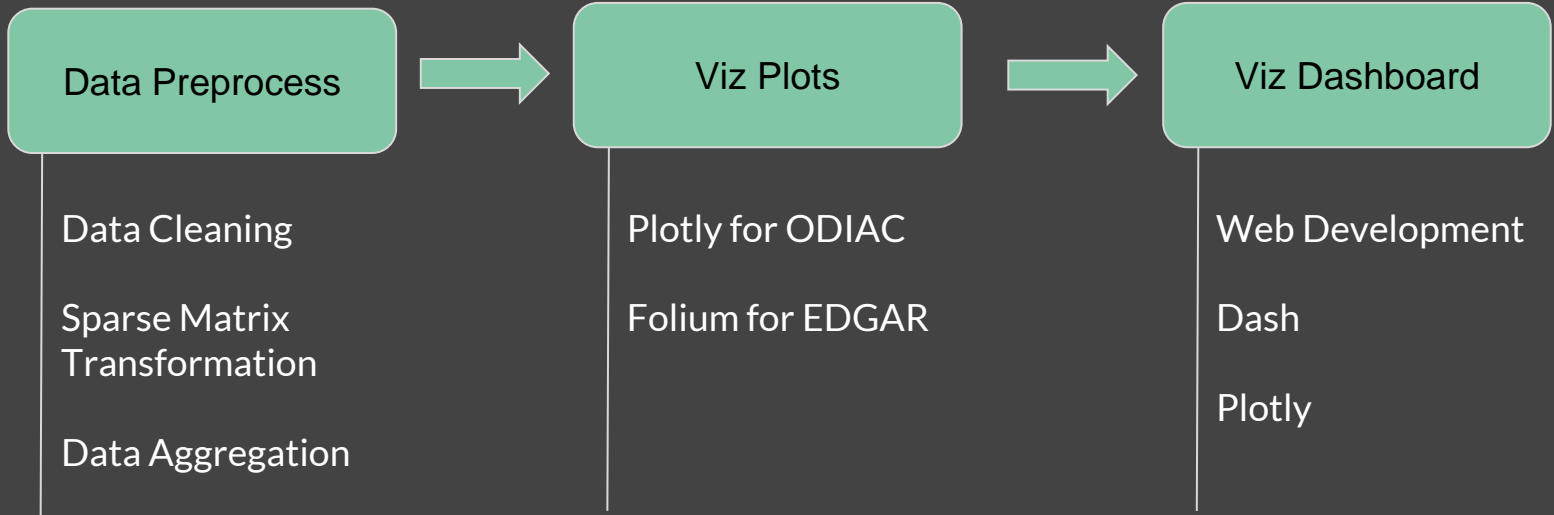 Data Preprocess
Data Cleaning
Sparse Matrix
Transformation
Data Aggregation
Viz Plots
Plotly for ODIAC
Folium for EDGAR
Viz Dashboard
Web Development
Dash
Plotly